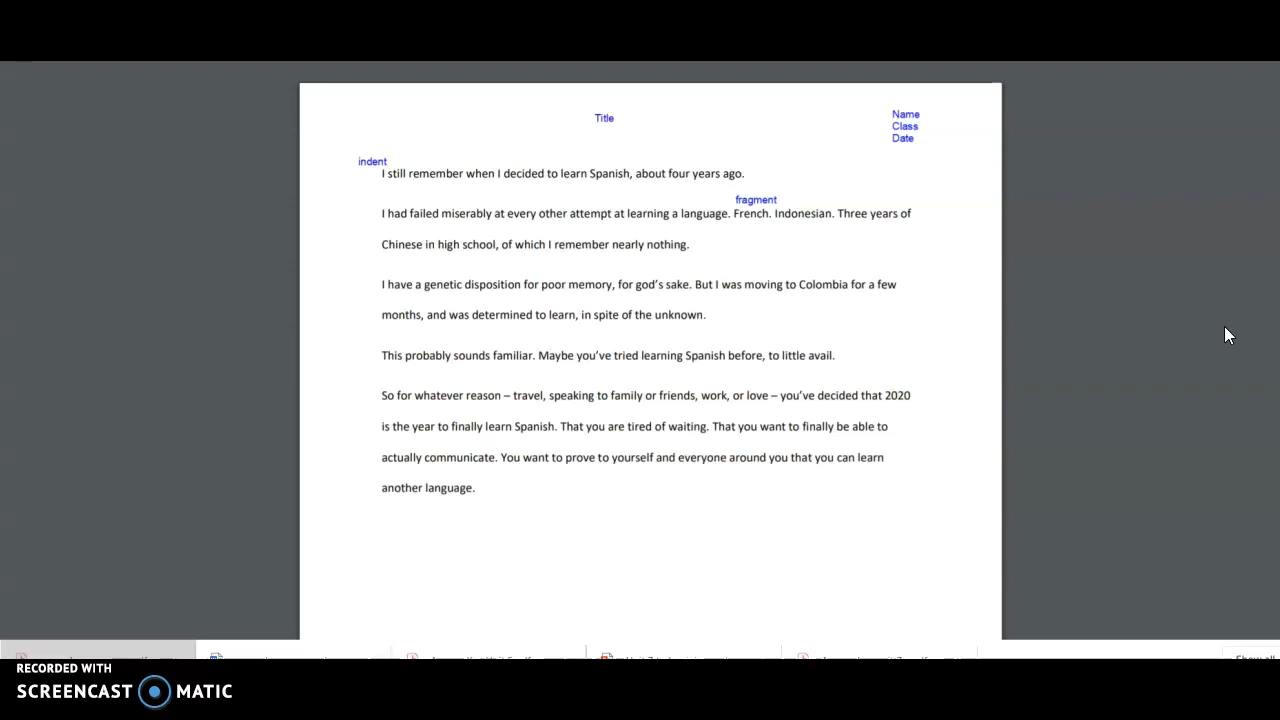 Title
Name
Class
Date
indent
I still remember when I decided to learn Spanish, about four years ago.
fragment
I had failed miserably at every other attempt at learning a language. French. Indonesian. Three years of
Chinese in high school, of which I remember nearly nothing.
I have a genetic disposition for poor memory, for god's sake. But I was moving to Colombia for a few
months, and was determined to learn, in spite of the unknown.
This probably sounds familiar. Maybe you've tried learning Spanish before, to little avail.
So for whatever reason – travel, speaking to family or friends, work, or love – you've decided that 2020
is the year to finally learn Spanish. That you are tired of waiting. That you want to finally be able to
actually communicate. You want to prove to yourself and everyone around you that you can learn
another language.
RECORDED WITH
SCREENCAST MATIC